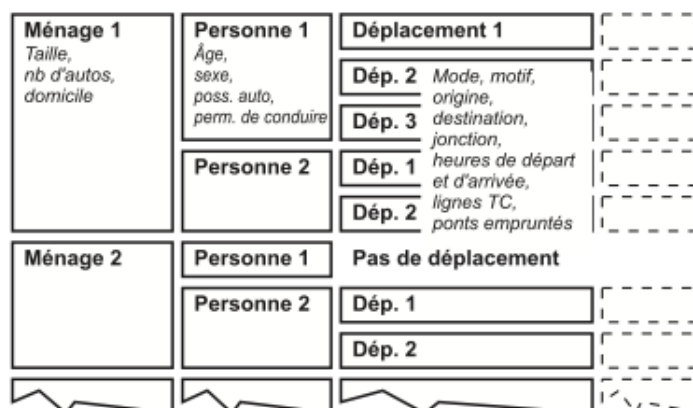 Ménage 1
Taille,
nb d'autos,
domicile
Personne 1
Âge,
sexe,
poss. auto,
perm. de conduire
Déplacement 1
Dép. 2
Dép. 3
Mode, motif,
origine,
destination,
jonction,
heures de départ
et d'arrivée,
lignes TC,
ponts empruntés
Personne 2
Dép. 1
Dép. 2
Ménage 2
Personne 1
Pas de déplacement
Personne 2
Dép. 1
Dép. 2